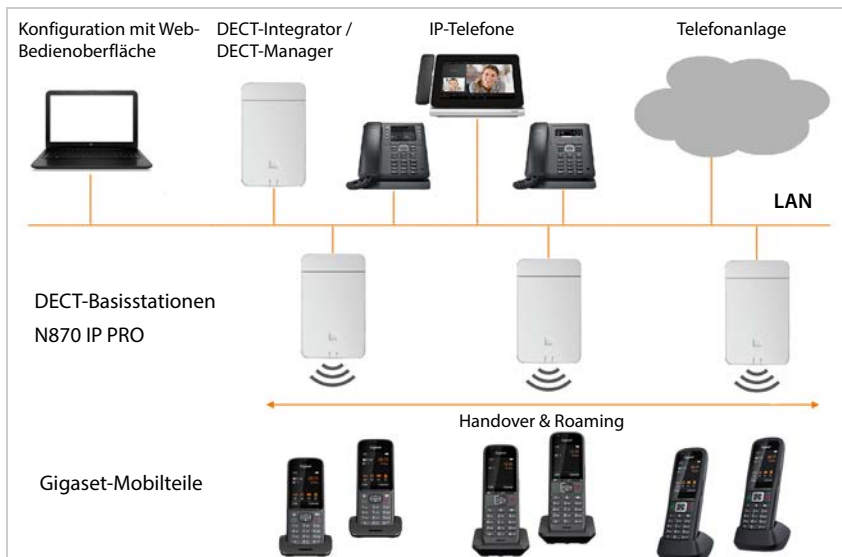 Konfiguration mit Web-
Bedienoberfläche
DECT-Integrator /
DECT-Manager
IP-Telefone
Telefonanlage
LAN
DECT-Basisstationen
N870 IP PRO
Handover & Roaming
Gigaset-Mobilteile